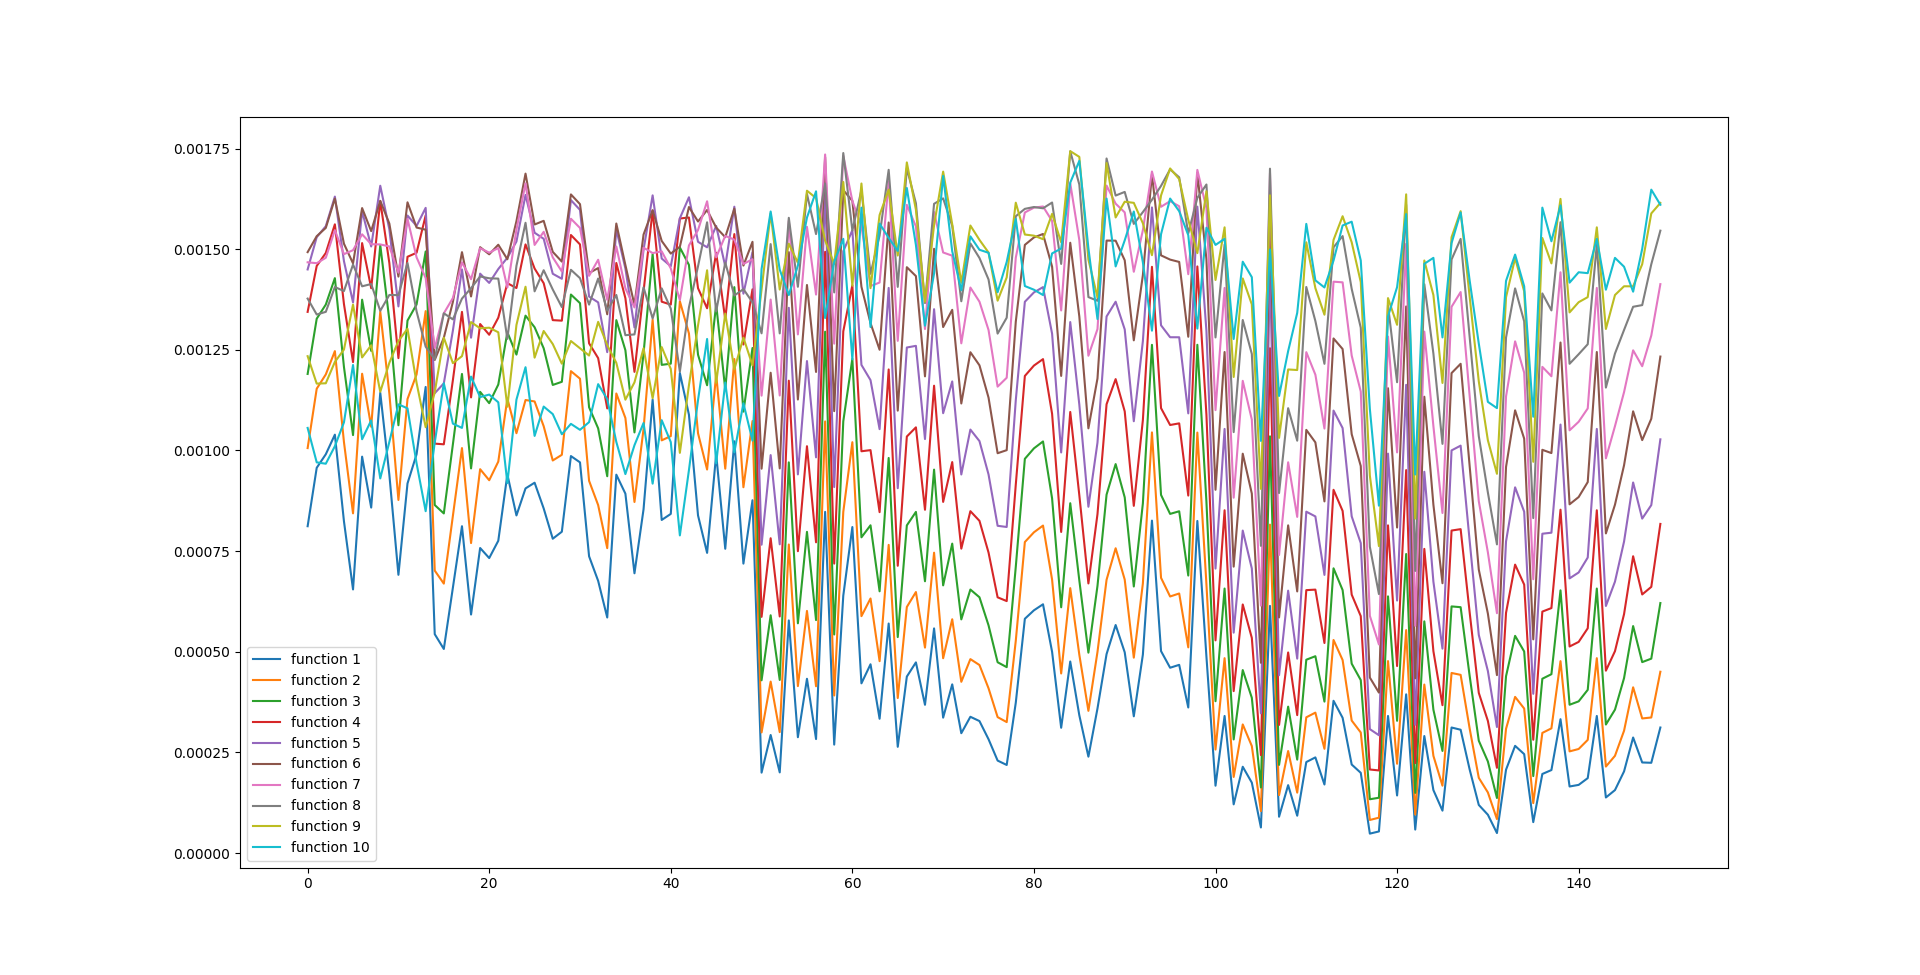 0.00175
0.00150
0.00125
0.00100
0.00075
0.00050
0.00025
0.00000
function 1
function 2
function 3
function 4
function 5
function 6
function 7
function 8
function 9
function 10
0 20 40 60 80 100 120 140